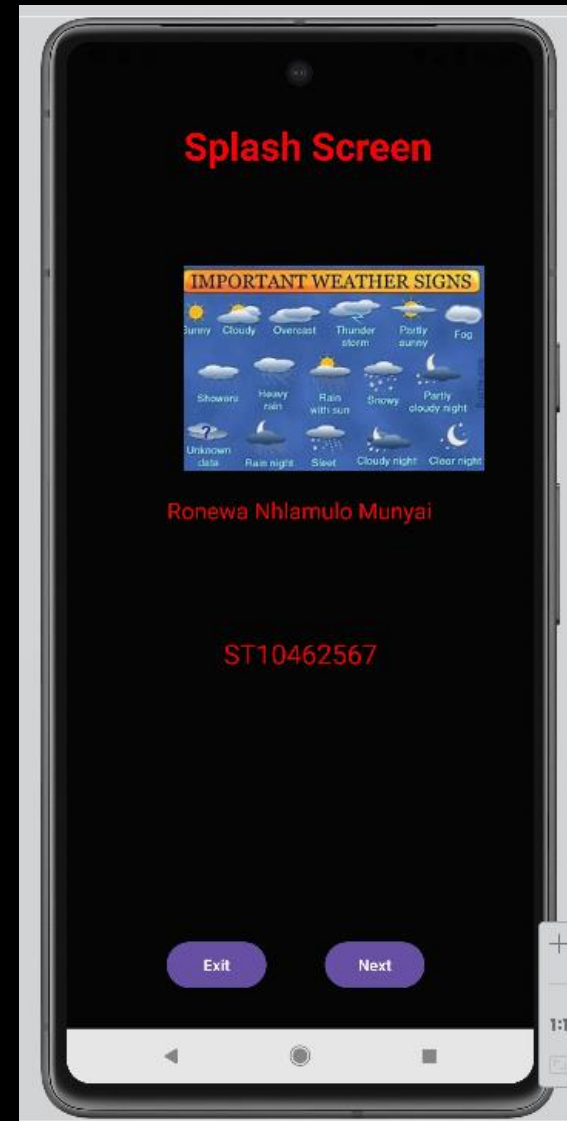 Splash Screen
IMPORTANT WEATHER SIGNS
Sunny Cloudy Overcast Thunder storm Partly sunny Fog
Showers Heavy rain Rain with sun Snowy Partly cloudy night
Unknown data Rain night Sleet Cloudy night Clear night
Ronewa Nhlamulo Munyai
ST10462567
Exit Next
1:1